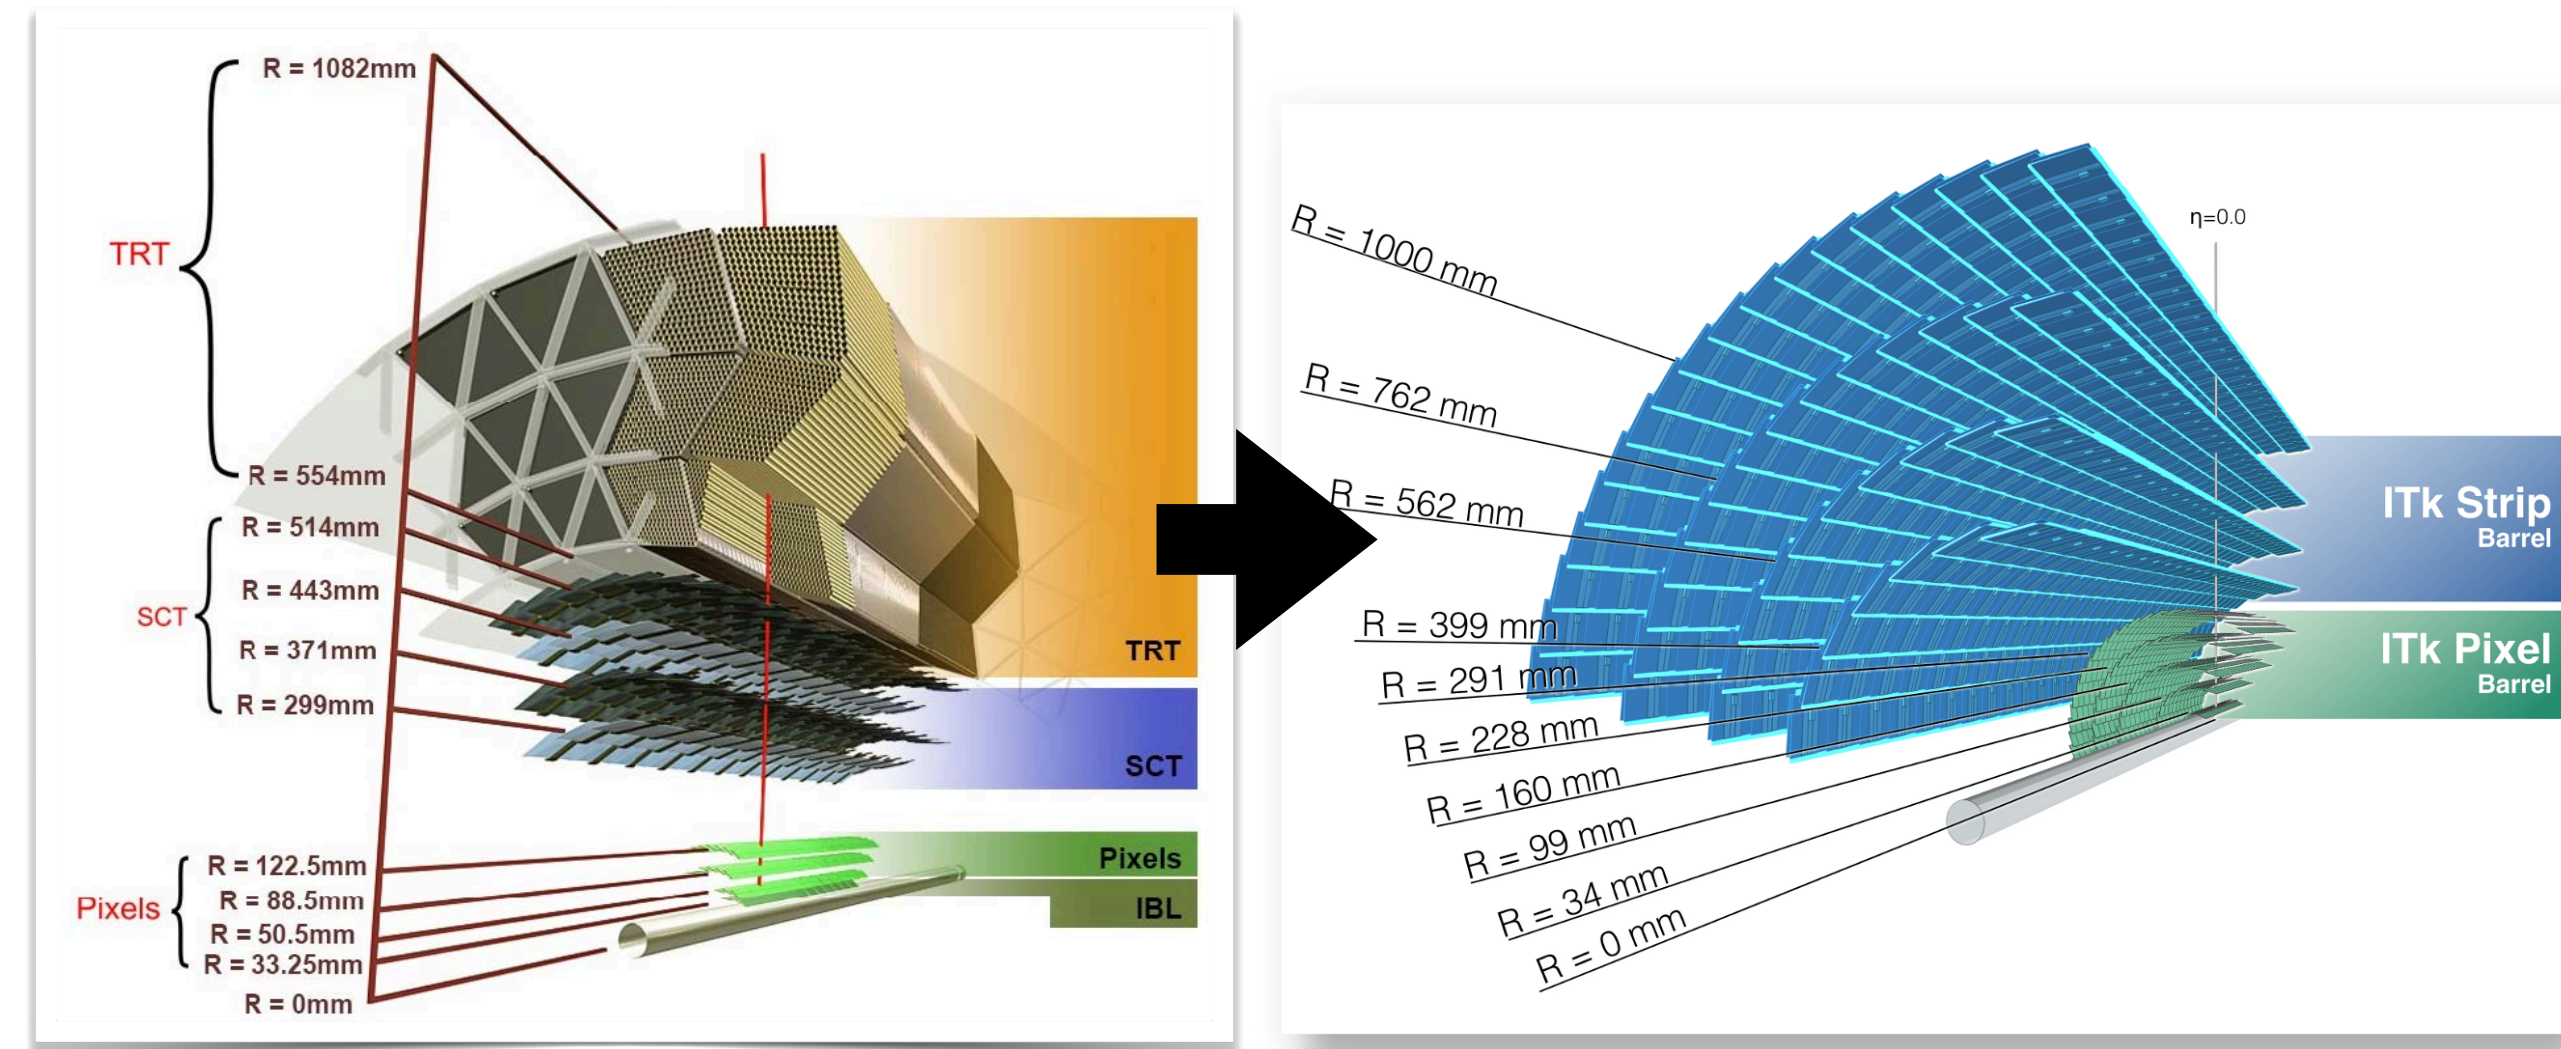 R = 1082mm
TRT
R = 554mm
R = 514mm
R = 443mm
SCT
R = 371mm
R = 299mm
R = 122.5mm
R = 88.5mm
Pixels
R = 50.5mm
R = 33.25mm
R = 0mm
TRT
SCT
Pixels
IBL
R = 1000 mm
R = 762 mm
R = 562 mm
R = 399 mm
R = 291 mm
R = 228 mm
R = 160 mm
R = 99 mm
R = 34 mm
R = 0 mm
η=0.0
ITk Strip
Barrel
ITk Pixel
Barrel